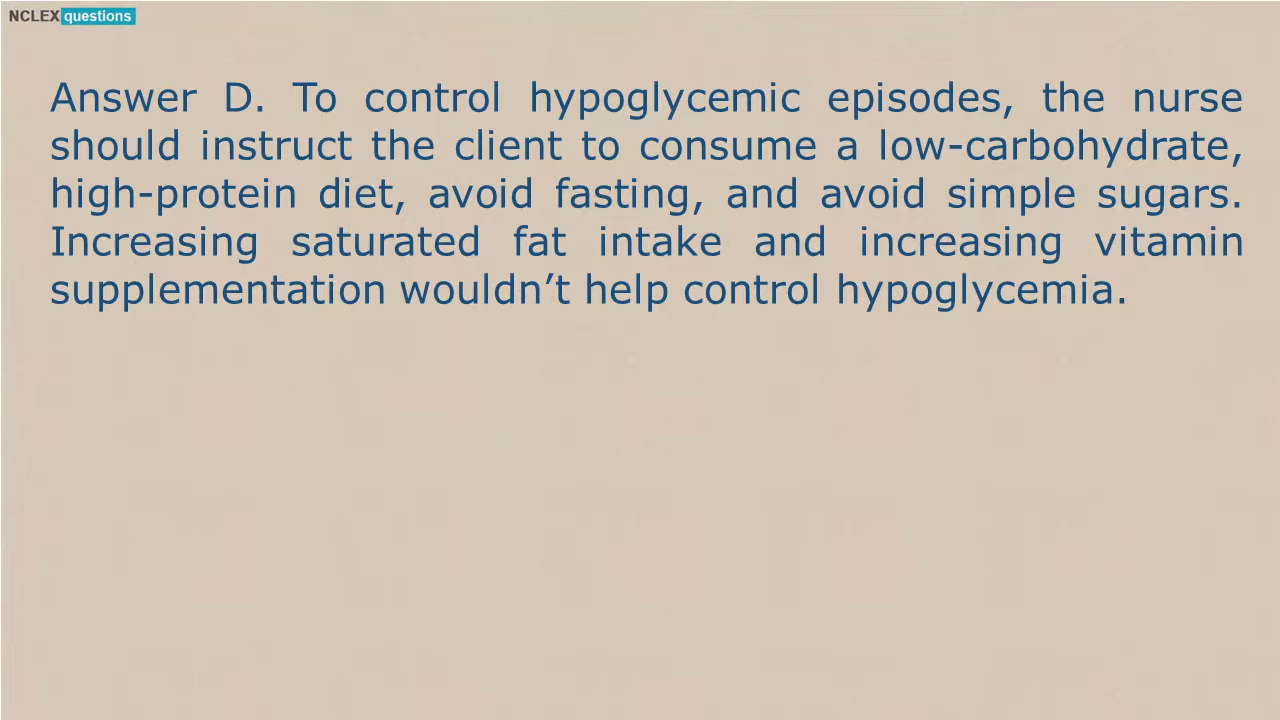 NCLEX questions
Answer D. To control hypoglycemic episodes, the nurse
should instruct the client to consume a low-carbohydrate,
high-protein diet, avoid fasting, and avoid simple sugars.
Increasing saturated fat intake and increasing vitamin
supplementation wouldn’t help control hypoglycemia.